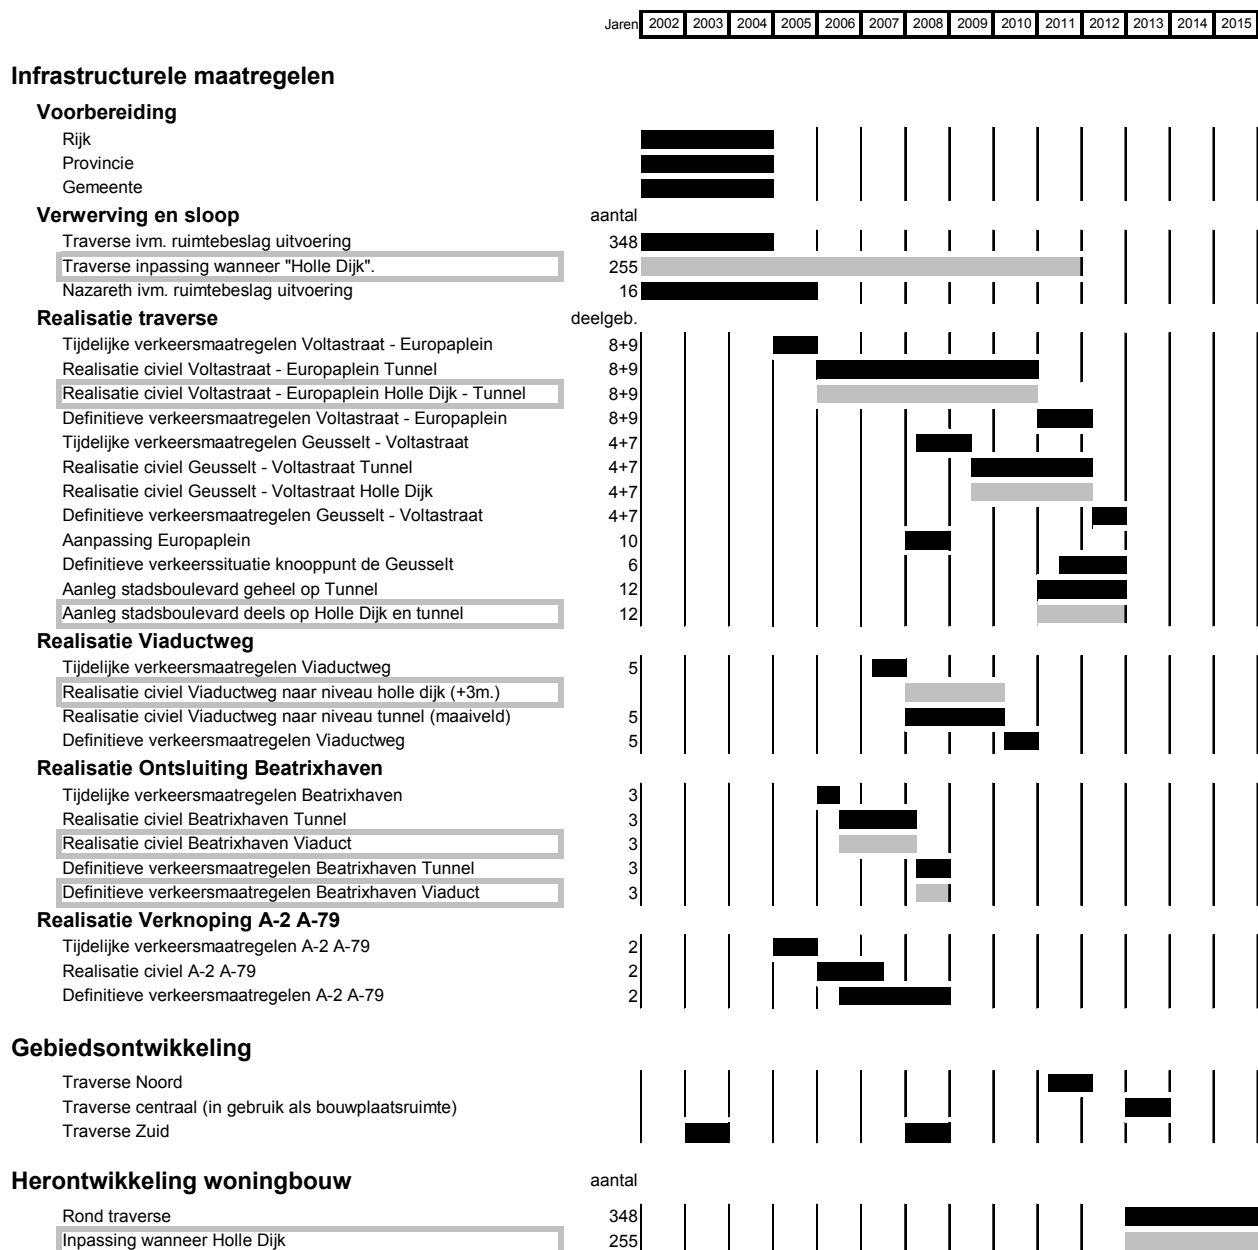 Jaren 2002 2003 2004 2005 2006 2007 2008 2009 2010 2011 2012 2013 2014 2015
Infrastructurele maatregelen
Voorbereiding
Rijk
Provincie
Gemeente
Verwerving en sloop aantal
Traverse ivm. ruimtebeslag uitvoering 348
Traverse inpassing wanneer "Holle Dijk". 255
Nazareth ivm. ruimtebeslag uitvoering 16
Realisatie traverse deelgeb.
Tijdelijke verkeersmaatregelen Voltastraat - Europaplein 8+9
Realisatie civiel Voltastraat - Europaplein Tunnel 8+9
Realisatie civiel Voltastraat - Europaplein Holle Dijk - Tunnel 8+9
Definitieve verkeersmaatregelen Voltastraat - Europaplein 8+9
Tijdelijke verkeersmaatregelen Geusselt - Voltastraat 4+7
Realisatie civiel Geusselt - Voltastraat Tunnel 4+7
Realisatie civiel Geusselt - Voltastraat Holle Dijk 4+7
Definitieve verkeersmaatregelen Geusselt - Voltastraat 4+7
Aanpassing Europaplein 10
Definitieve verkeerssituatie knooppunt de Geusselt 6
Aanleg stadsboulevard geheel op Tunnel 12
Aanleg stadsboulevard deels op Holle Dijk en tunnel 12
Realisatie Viaductweg
Tijdelijke verkeersmaatregelen Viaductweg 5
Realisatie civiel Viaductweg naar niveau holle dijk (+3m.)
Realisatie civiel Viaductweg naar niveau tunnel (maaiveld) 5
Definitieve verkeersmaatregelen Viaductweg 5
Realisatie Ontsluiting Beatrixhaven
Tijdelijke verkeersmaatregelen Beatrixhaven 3
Realisatie civiel Beatrixhaven Tunnel 3
Realisatie civiel Beatrixhaven Viaduct 3
Definitieve verkeersmaatregelen Beatrixhaven Tunnel 3
Definitieve verkeersmaatregelen Beatrixhaven Viaduct 3
Realisatie Verknoping A-2 A-79
Tijdelijke verkeersmaatregelen A-2 A-79 2
Realisatie civiel A-2 A-79 2
Definitieve verkeersmaatregelen A-2 A-79 2
Gebiedsontwikkeling
Traverse Noord
Traverse centraal (in gebruik als bouwplaatsruimte)
Traverse Zuid
Herontwikkeling woningbouw aantal
Rond traverse 348
Inpassing wanneer Holle Dijk 255